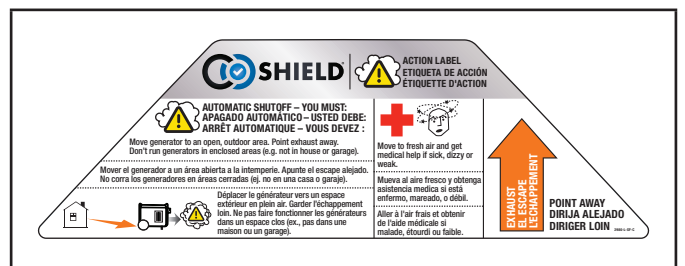 CO SHIELD
ACTION LABEL
ETIQUETA DE ACCIÓN
ÉTIQUETTE D'ACTION
AUTOMATIC SHUTOFF – YOU MUST:
APAGADO AUTOMÁTICO – USTED DEBE:
ARRÊT AUTOMATIQUE – VOUS DEVEZ :
Move generator to an open, outdoor area. Point exhaust away.
Don't run generators in enclosed areas (e.g. not in house or garage).
Mover el generador a un área abierta a la intemperie. Apunte el escape alejado.
No corra los generadores en áreas cerradas (ej. no en una casa o garaje).
Déplacer le générateur vers un espace
extérieur en plein air. Garder l'échappement
loin. Ne pas faire fonctionner les générateurs
dans un espace clos (ex., pas dans une
maison ou un garage).
Move to fresh air and get
medical help if sick, dizzy or
weak.
Mueva al aire fresco y obtenga
asistencia medica si está
enfermo, mareado, o débil.
Aller à l'air frais et obtenir
de l'aide médicale si
malade, étourdi ou faible.
EXHAUST
EL ESCAPE
L'ÉCHAPPEMENT
POINT AWAY
DIRIJA ALEJADO
DIRIGER LOIN